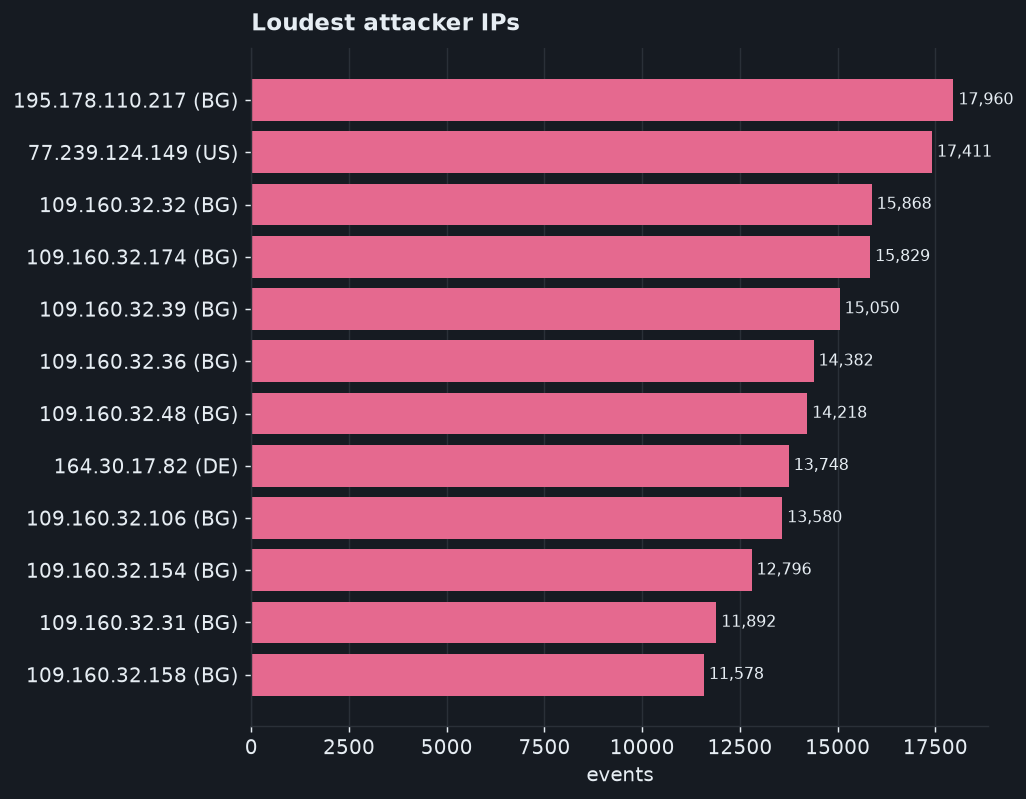 Loudest attacker IPs
195.178.110.217 (BG) 17,960
77.239.124.149 (US) 17,411
109.160.32.32 (BG) 15,868
109.160.32.174 (BG) 15,829
109.160.32.39 (BG) 15,050
109.160.32.36 (BG) 14,382
109.160.32.48 (BG) 14,218
164.30.17.82 (DE) 13,748
109.160.32.106 (BG) 13,580
109.160.32.154 (BG) 12,796
109.160.32.31 (BG) 11,892
109.160.32.158 (BG) 11,578
0 2500 5000 7500 10000 12500 15000 17500
events